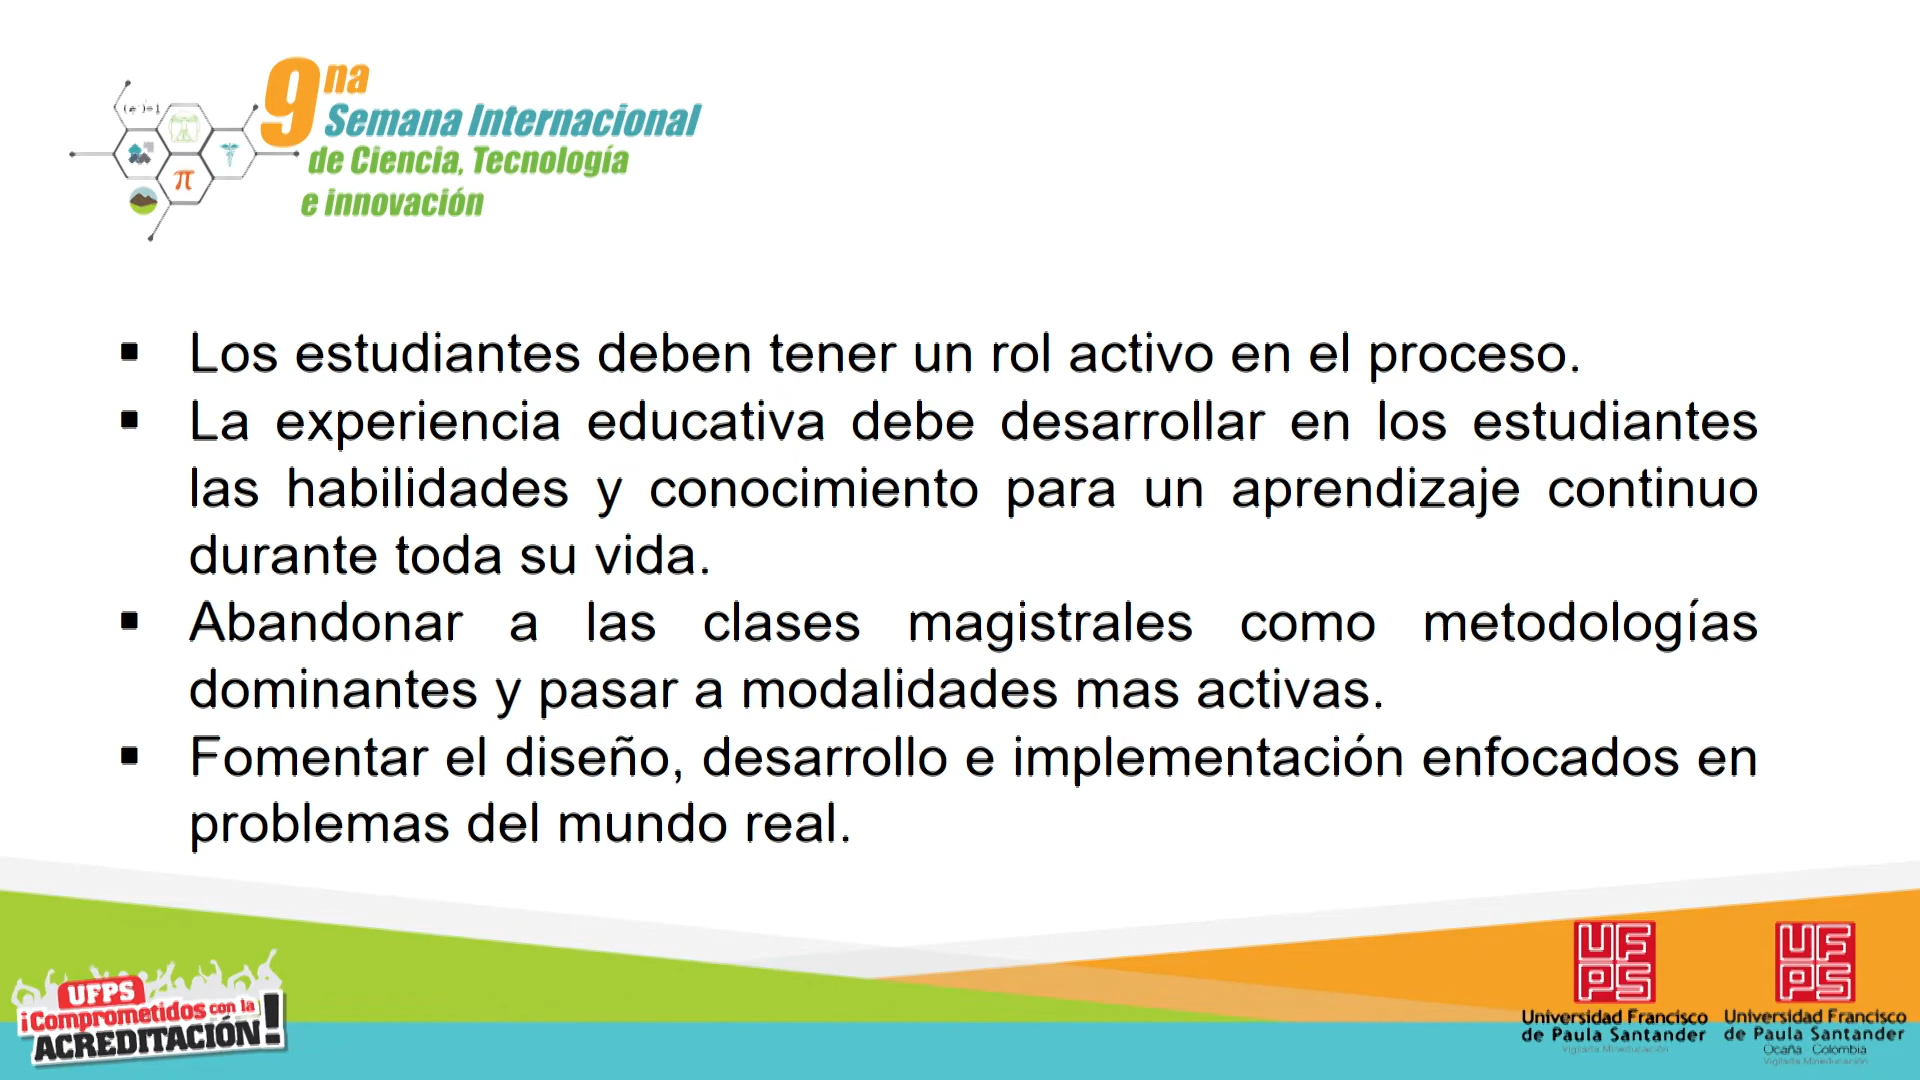 9na
Semana Internacional
de Ciencia, Tecnología
e innovación
▪ Los estudiantes deben tener un rol activo en el proceso.
▪ La experiencia educativa debe desarrollar en los estudiantes
las habilidades y conocimiento para un aprendizaje continuo
durante toda su vida.
▪ Abandonar a las clases magistrales como metodologías
dominantes y pasar a modalidades mas activas.
▪ Fomentar el diseño, desarrollo e implementación enfocados en
problemas del mundo real.
UFPS
¡Comprometidos con la
ACREDITACIÓN!
UFPS
Universidad Francisco
de Paula Santander
Vigilada Mineducación
UFPS
Universidad Francisco
de Paula Santander
Ocaña Colombia
Vigilada Mineducación